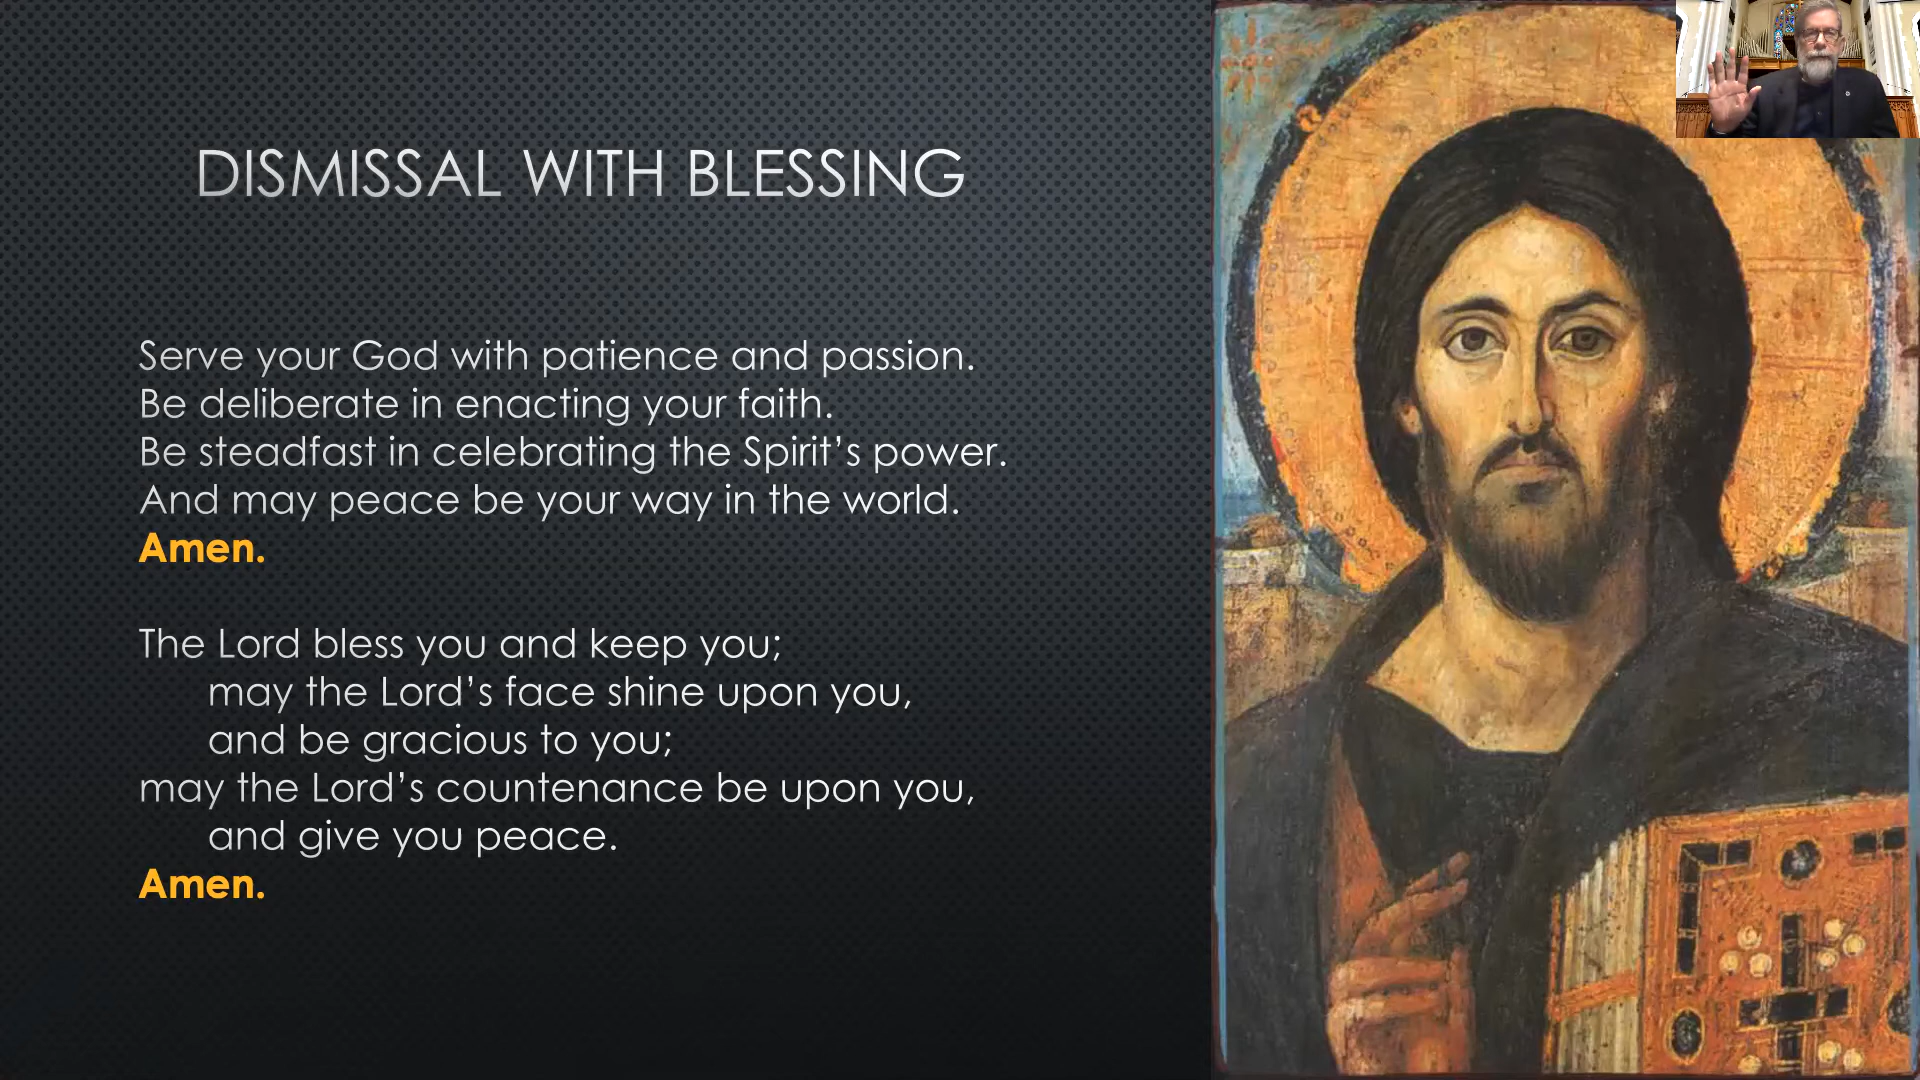 DISMISSAL WITH BLESSING
Serve your God with patience and passion.
Be deliberate in enacting your faith.
Be steadfast in celebrating the Spirit’s power.
And may peace be your way in the world.
Amen.
The Lord bless you and keep you;
may the Lord’s face shine upon you,
and be gracious to you;
may the Lord’s countenance be upon you,
and give you peace.
Amen.